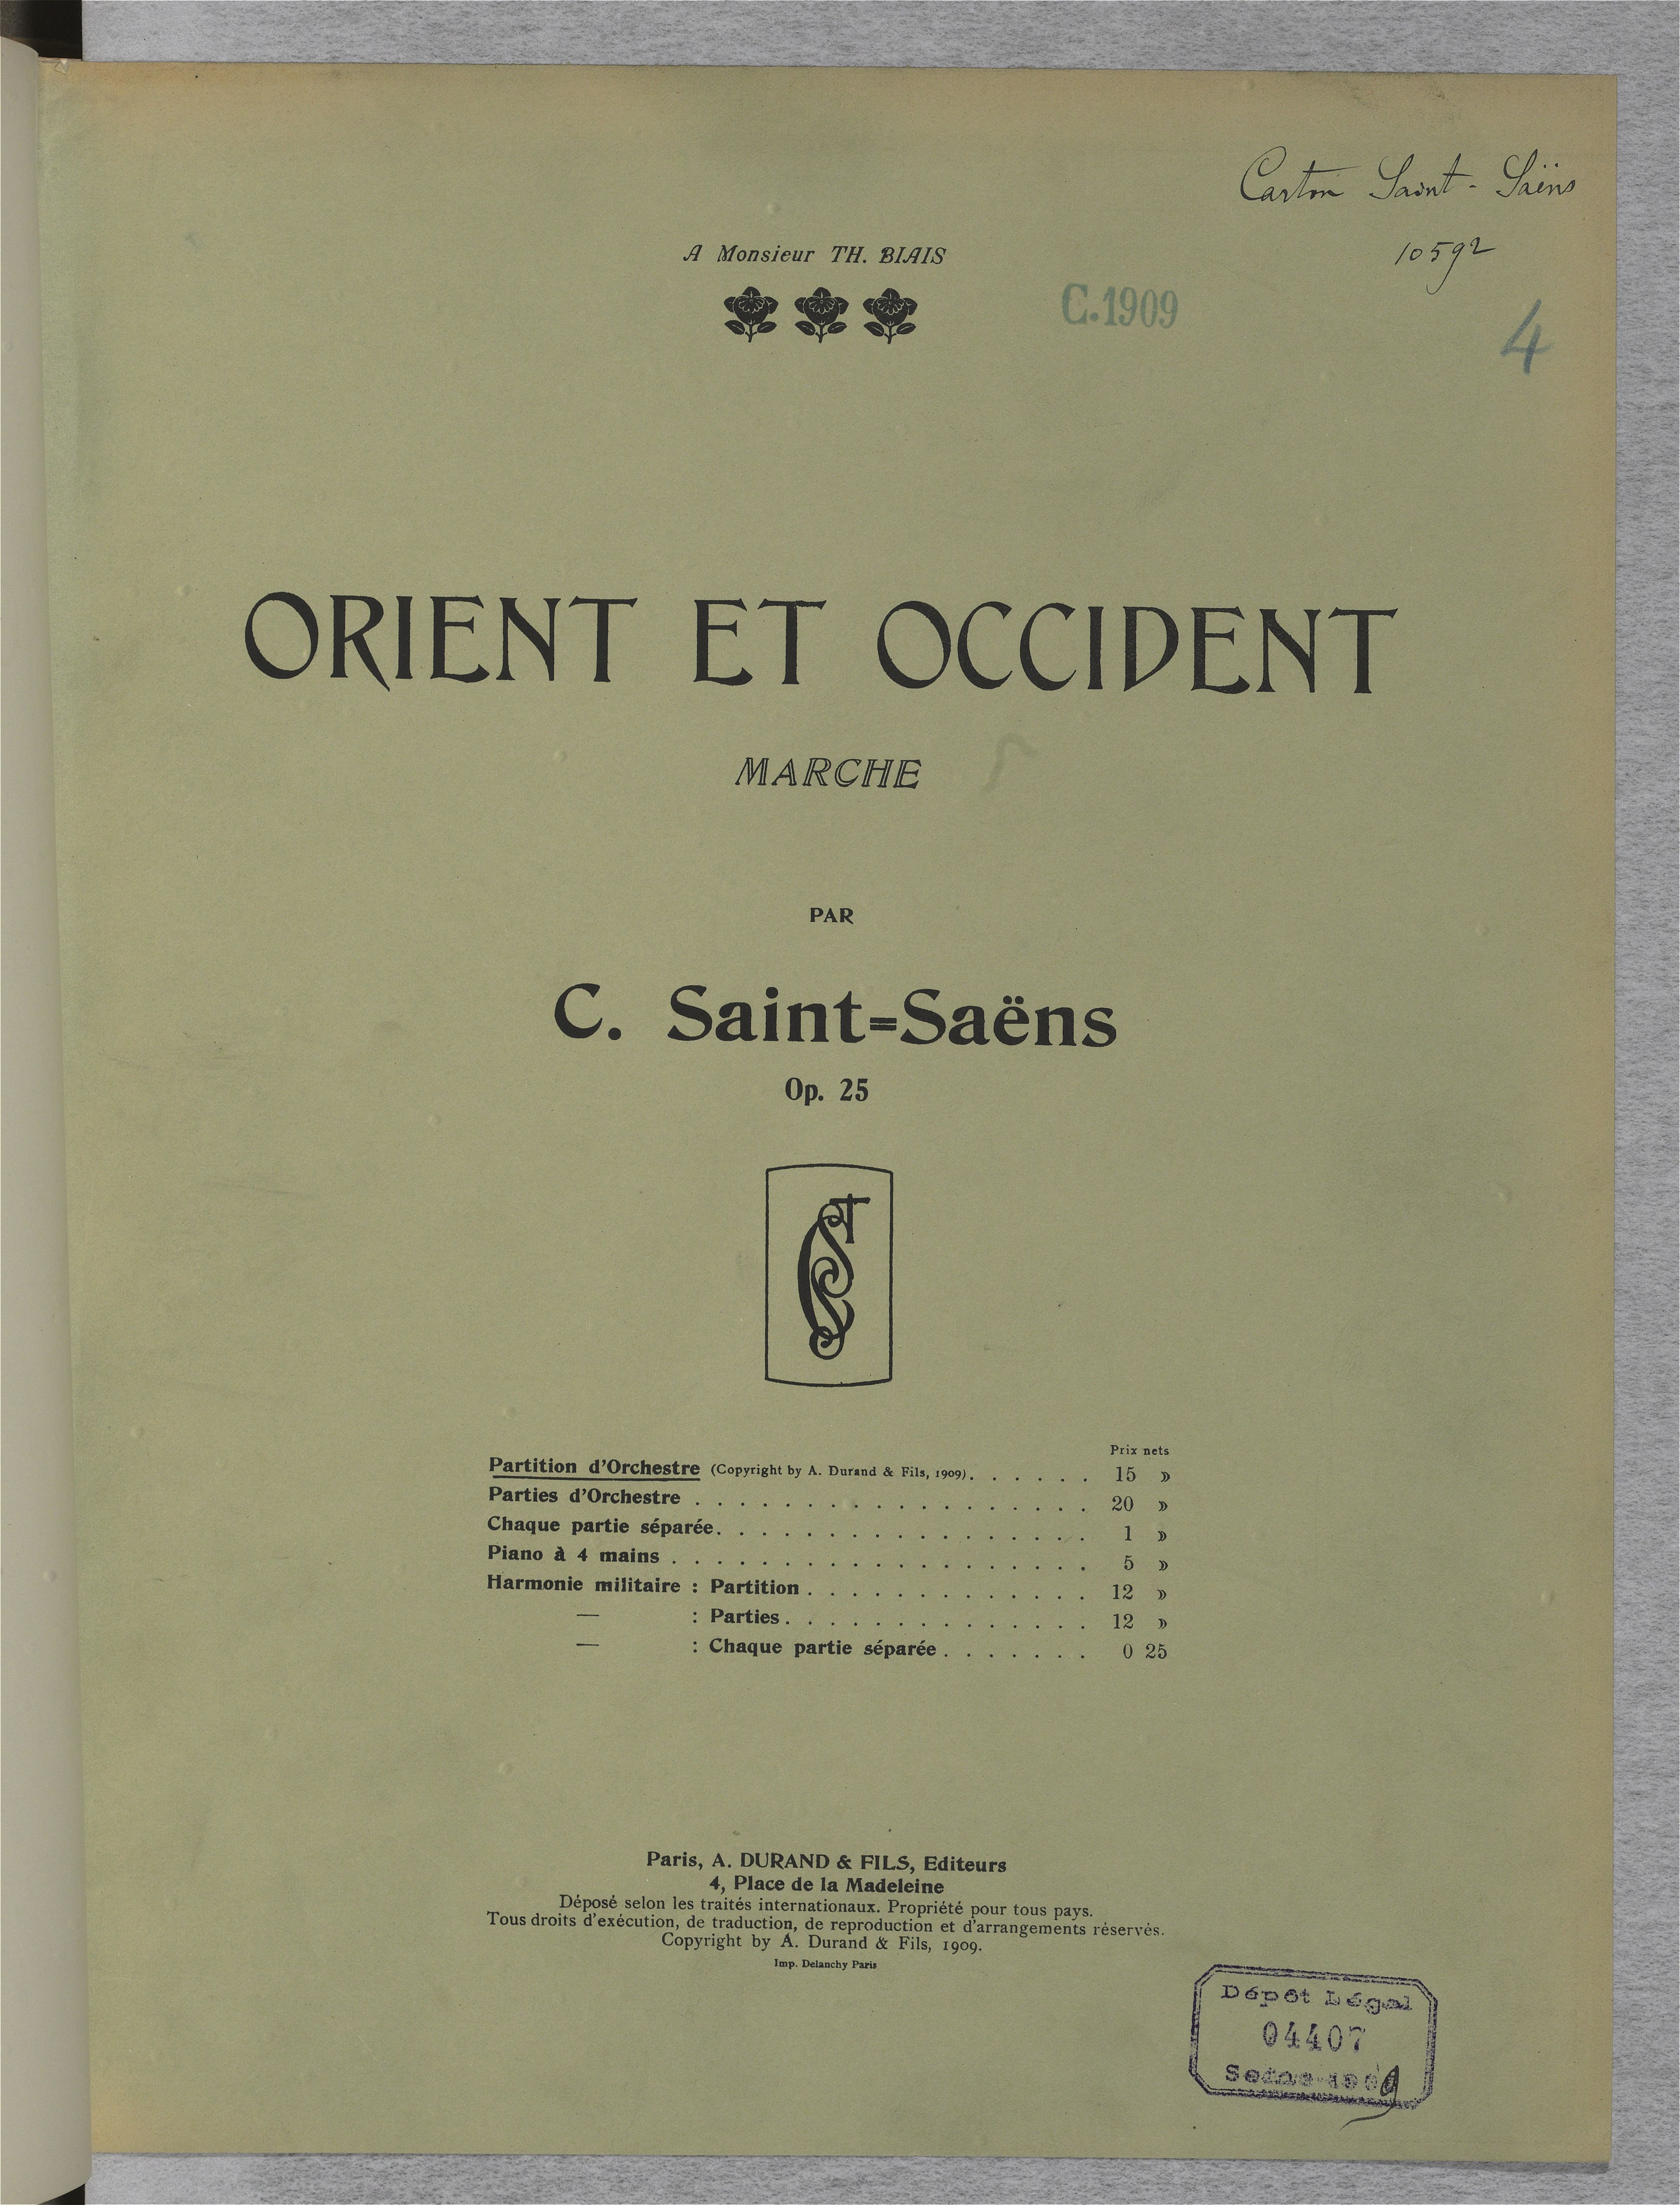 Carton Saint-Saëns
10592
A Monsieur TH. BIAIS
C.1909
4
ORIENT ET OCCIDENT
MARCHE
PAR
C. Saint=Saëns
Op. 25
Prix nets
Partition d'Orchestre (Copyright by A. Durand & Fils, 1909). . . . . . 15 »
Parties d'Orchestre . . . . . . . . . . . . . . . . . . 20 »
Chaque partie séparée. . . . . . . . . . . . . . . . . 1 »
Piano à 4 mains . . . . . . . . . . . . . . . . . . . 5 »
Harmonie militaire : Partition . . . . . . . . . . . . . 12 »
— : Parties . . . . . . . . . . . . . . 12 »
— : Chaque partie séparée . . . . . . . 0 25
Paris, A. DURAND & FILS, Editeurs
4, Place de la Madeleine
Déposé selon les traités internationaux. Propriété pour tous pays.
Tous droits d'exécution, de traduction, de reproduction et d'arrangements réservés.
Copyright by A. Durand & Fils, 1909.
Imp. Delanchy Paris
Dépôt Légal
04407
Seine-1909